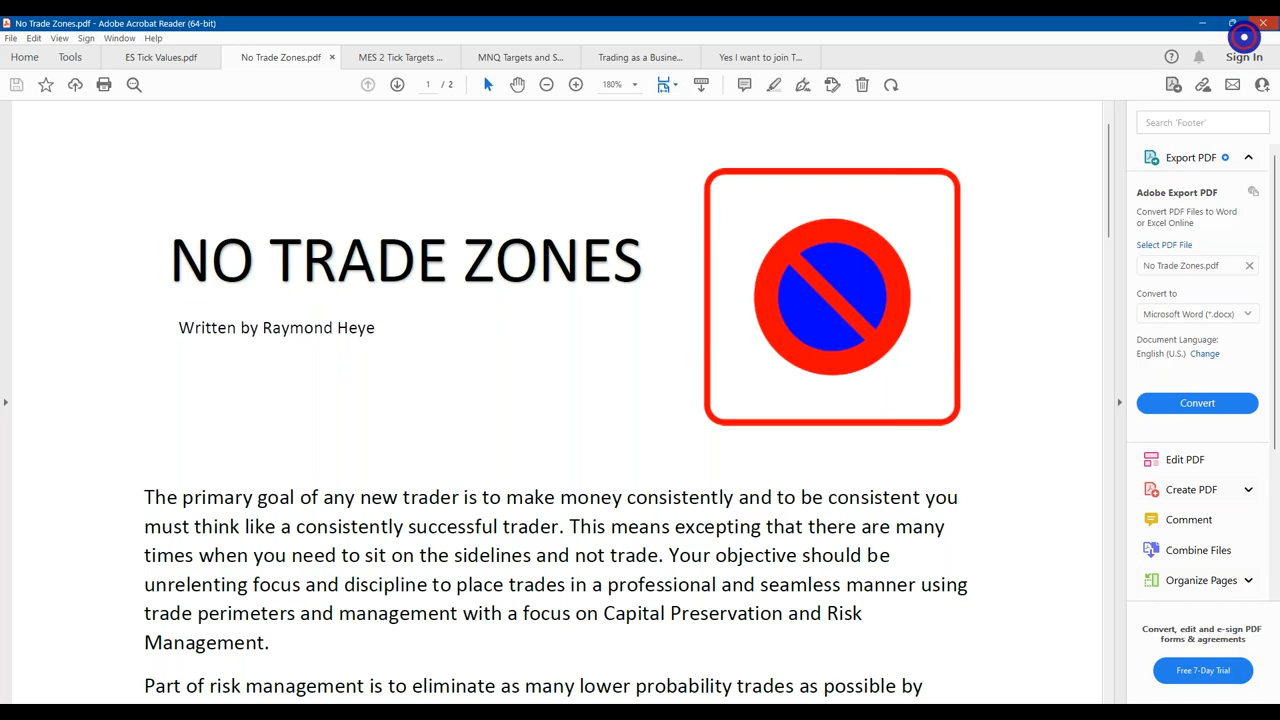 No Trade Zones.pdf - Adobe Acrobat Reader (64-bit)
File Edit View Sign Window Help
Home Tools ES Tick Values.pdf No Trade Zones.pdf × MES 2 Tick Targets ... MNQ Targets and S... Trading as a Busine... Yes I want to join T... Sign In
1 / 2 180%
NO TRADE ZONES
Written by Raymond Heye
The primary goal of any new trader is to make money consistently and to be consistent you
must think like a consistently successful trader. This means excepting that there are many
times when you need to sit on the sidelines and not trade. Your objective should be
unrelenting focus and discipline to place trades in a professional and seamless manner using
trade perimeters and management with a focus on Capital Preservation and Risk
Management.
Part of risk management is to eliminate as many lower probability trades as possible by
Search 'Footer'
Export PDF
Adobe Export PDF
Convert PDF Files to Word
or Excel Online
Select PDF File
No Trade Zones.pdf
Convert to
Microsoft Word (*.docx)
Document Language:
English (U.S.) Change
Convert
Edit PDF
Create PDF
Comment
Combine Files
Organize Pages
Convert, edit and e-sign PDF
forms & agreements
Free 7-Day Trial